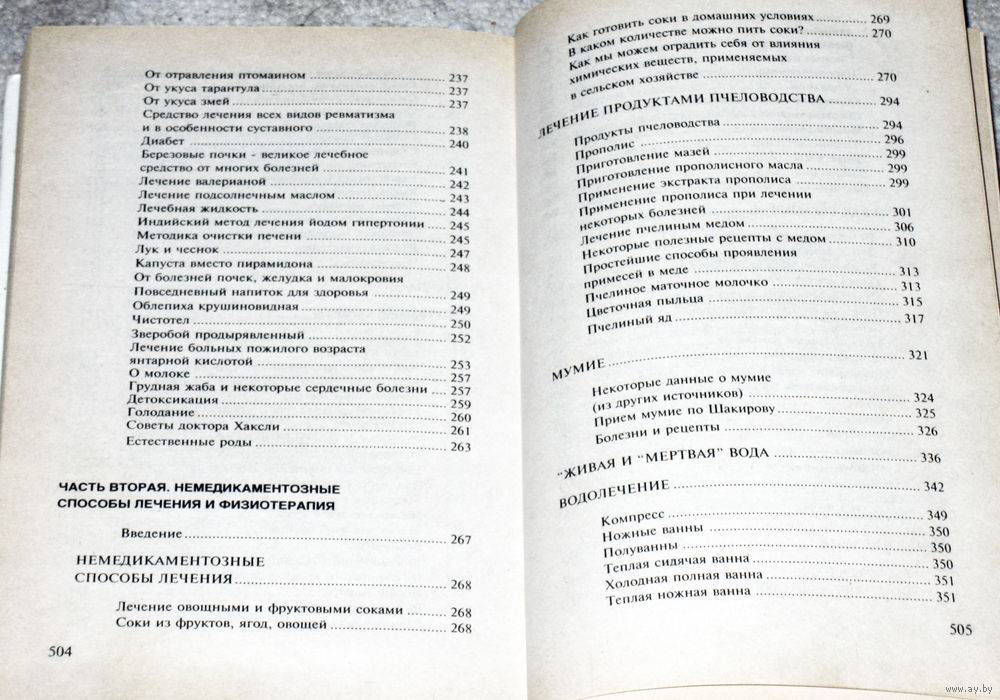 От отравления птомаином ........ 237
От укуса тарантула ........ 237
От укуса змей ........ 237
Средство лечения всех видов ревматизма
и в особенности суставного ........ 238
Диабет ........ 240
Березовые почки - великое лечебное
средство от многих болезней ........ 241
Лечение валерианой ........ 242
Лечение подсолнечным маслом ........ 243
Лечебная жидкость ........ 244
Индийский метод лечения йодом гипертонии .... 245
Методика очистки печени ........ 245
Лук и чеснок ........ 247
Капуста вместо пирамидона ........ 248
От болезней почек, желудка и малокровия
Повседневный напиток для здоровья ........ 249
Облепиха крушиновидная ........ 249
Чистотел ........ 250
Зверобой продырявленный ........ 252
Лечение больных пожилого возраста
янтарной кислотой ........ 253
О молоке ........ 257
Грудная жаба и некоторые сердечные болезни .... 257
Детоксикация ........ 259
Голодание ........ 260
Советы доктора Хаксли ........ 261
Естественные роды ........ 263
ЧАСТЬ ВТОРАЯ. НЕМЕДИКАМЕНТОЗНЫЕ
СПОСОБЫ ЛЕЧЕНИЯ И ФИЗИОТЕРАПИЯ
Введение ........ 267
НЕМЕДИКАМЕНТОЗНЫЕ
СПОСОБЫ ЛЕЧЕНИЯ ........ 268
Лечение овощными и фруктовыми соками ........ 268
Соки из фруктов, ягод, овощей ........ 268
504
Как готовить соки в домашних условиях ........ 269
В каком количестве можно пить соки? ........ 270
Как мы можем оградить себя от влияния
химических веществ, применяемых
в сельском хозяйстве ........ 270
ЛЕЧЕНИЕ ПРОДУКТАМИ ПЧЕЛОВОДСТВА ........ 294
Продукты пчеловодства ........ 294
Прополис ........ 296
Приготовление мазей ........ 299
Приготовление прополисного масла ........ 299
Применение экстракта прополиса ........ 299
Применение прополиса при лечении
некоторых болезней ........ 301
Лечение пчелиным медом ........ 306
Некоторые полезные рецепты с медом ........ 310
Простейшие способы проявления
примесей в меде ........ 313
Пчелиное маточное молочко ........ 313
Цветочная пыльца ........ 315
Пчелиный яд ........ 317
МУМИЕ ........ 321
Некоторые данные о мумие
(из других источников) ........ 324
Прием мумие по Шакирову ........ 325
Болезни и рецепты ........ 326
"ЖИВАЯ И "МЕРТВАЯ" ВОДА ........ 336
ВОДОЛЕЧЕНИЕ ........ 342
Компресс ........ 349
Ножные ванны ........ 350
Полуванны ........ 350
Теплая сидячая ванна ........ 350
Холодная полная ванна ........ 351
Теплая ножная ванна ........ 351
505
www.ay.by